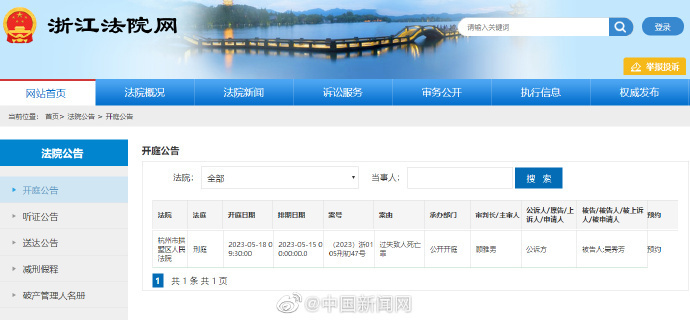 浙江法院网
请输入关键词
登录
举报投诉
网站首页 法院概况 法院新闻 诉讼服务 审务公开 执行信息 权威发布
当前位置: 首页> 法院公告 > 开庭公告
法院公告
开庭公告
听证公告
送达公告
减刑假程
破产管理人名册
开庭公告
法院: 全部 当事人: 搜 索
法院 法庭 开庭日期 排期日期 案号 案由 承办部门 审判长/主审人 公诉人/原告/上诉人/申请人 被告/被告人/被上诉人/被申请人 预约
杭州市临
平区人民
法院
刑庭
2023-05-18 0
9:30:00
2023-05-15 0
0:00:00.0
(2023)浙01
05刑初47号
过失致人死亡
罪
公开开庭
顾雅男
公诉方
被告人:吴秀芳
预约
1 共 1 条 共 1 页
@中国新闻网